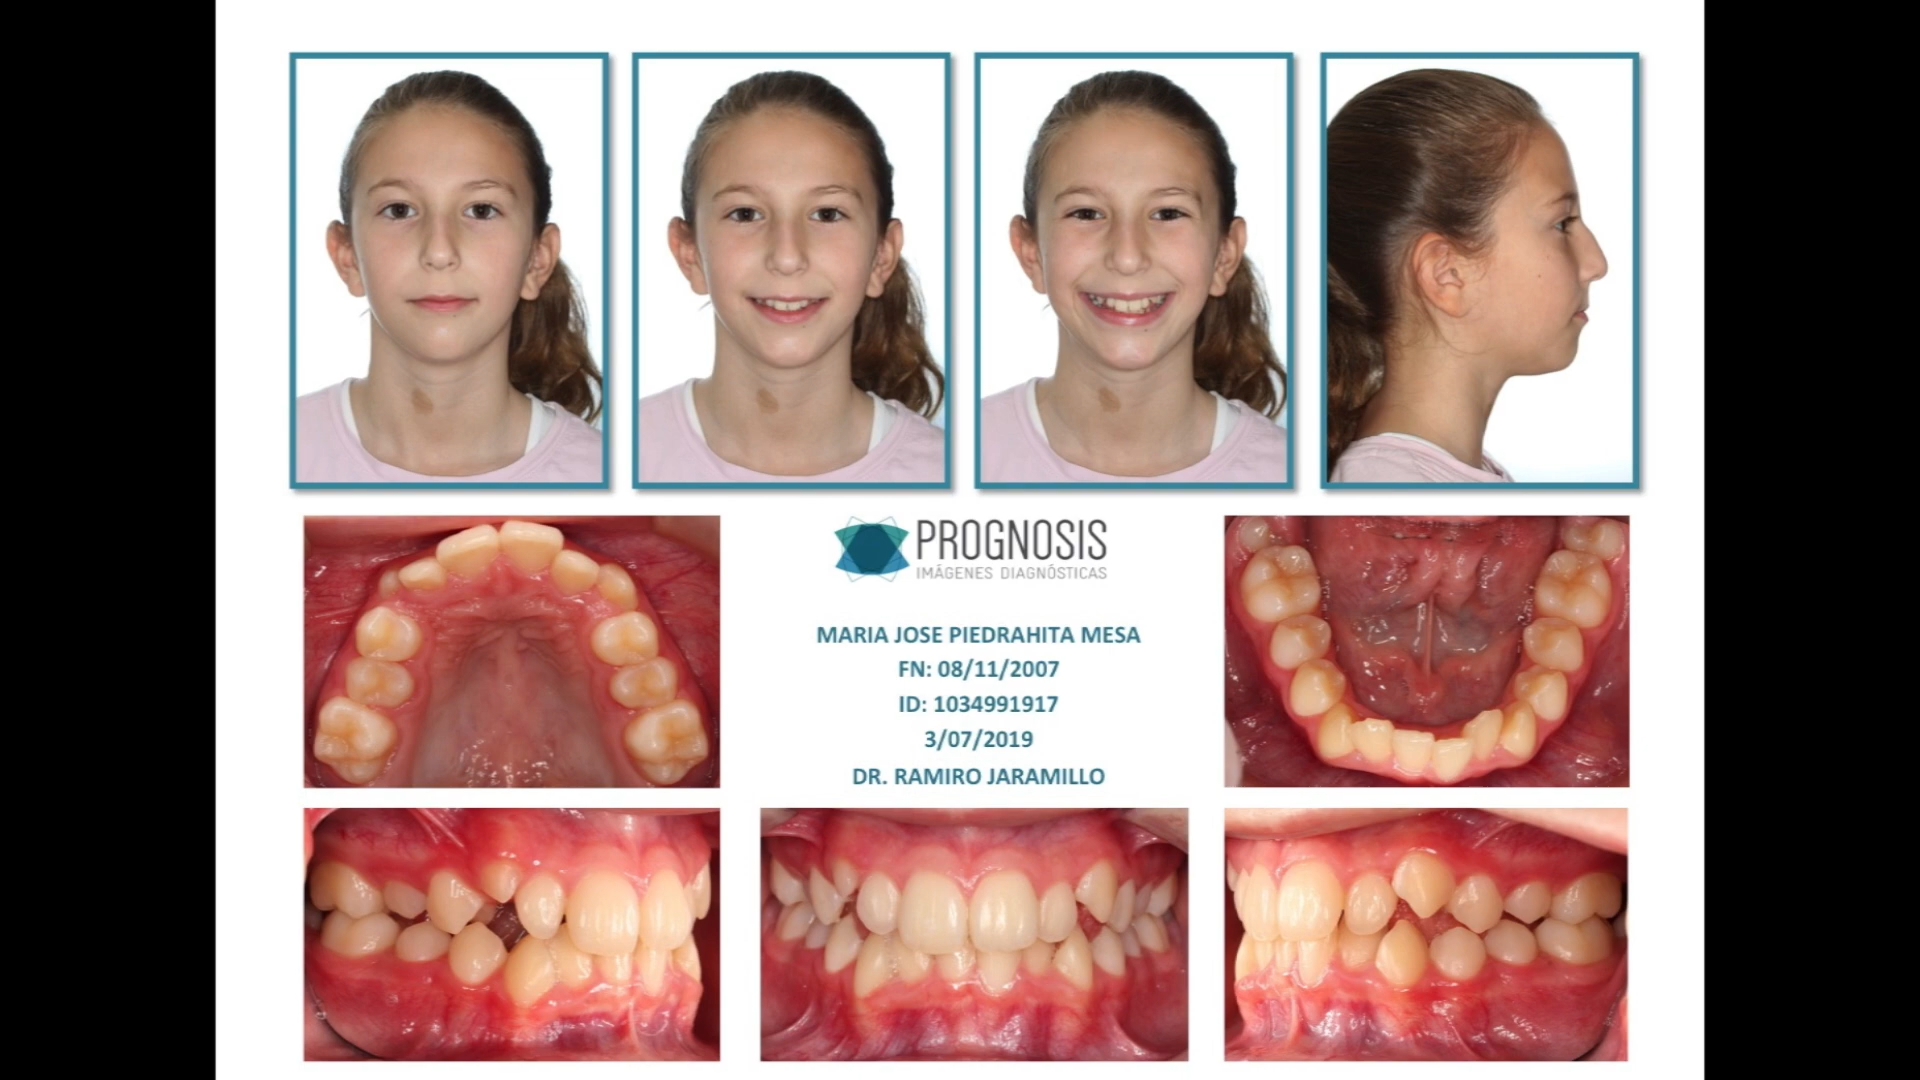 PROGNOSIS
IMÁGENES DIAGNÓSTICAS
MARIA JOSE PIEDRAHITA MESA
FN: 08/11/2007
ID: 1034991917
3/07/2019
DR. RAMIRO JARAMILLO